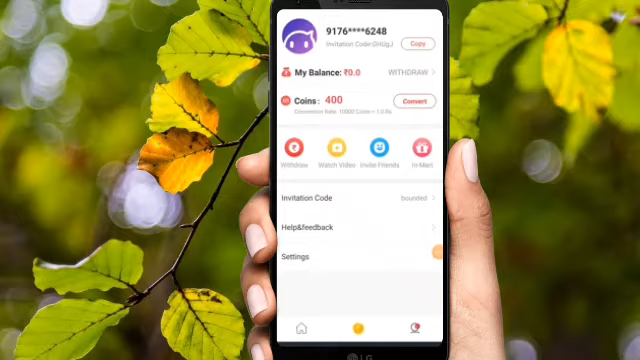 9176****6248
Invitation Code:GHUgJ
Copy
My Balance: ₹0.0
WITHDRAW
Coins: 400
Convert
Conversion Rate: 10000 Coins = 1.0 Rs
Withdraw
Watch Video
Invite Friends
In-Mart
Invitation Code
bounded
Help&feedback
Settings
LG